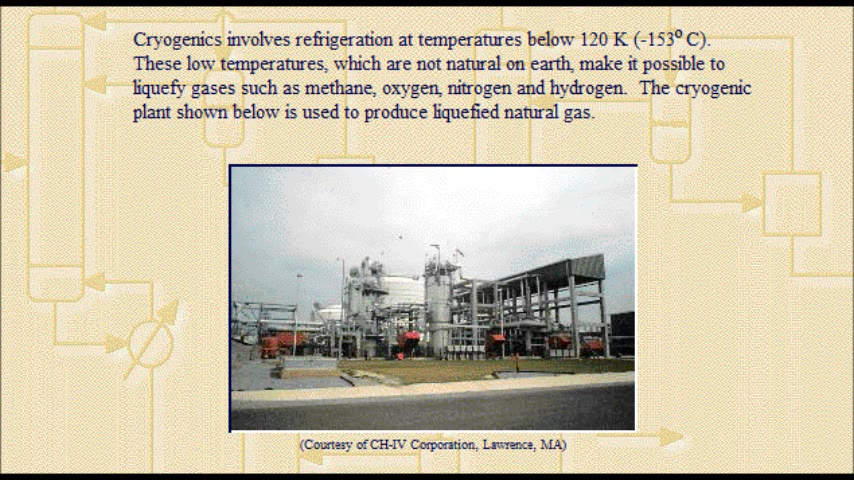 Cryogenics involves refrigeration at temperatures below 120 K (-153⁰ C).
These low temperatures, which are not natural on earth, make it possible to
liquefy gases such as methane, oxygen, nitrogen and hydrogen. The cryogenic
plant shown below is used to produce liquefied natural gas.
(Courtesy of CH-IV Corporation, Lawrence, MA)